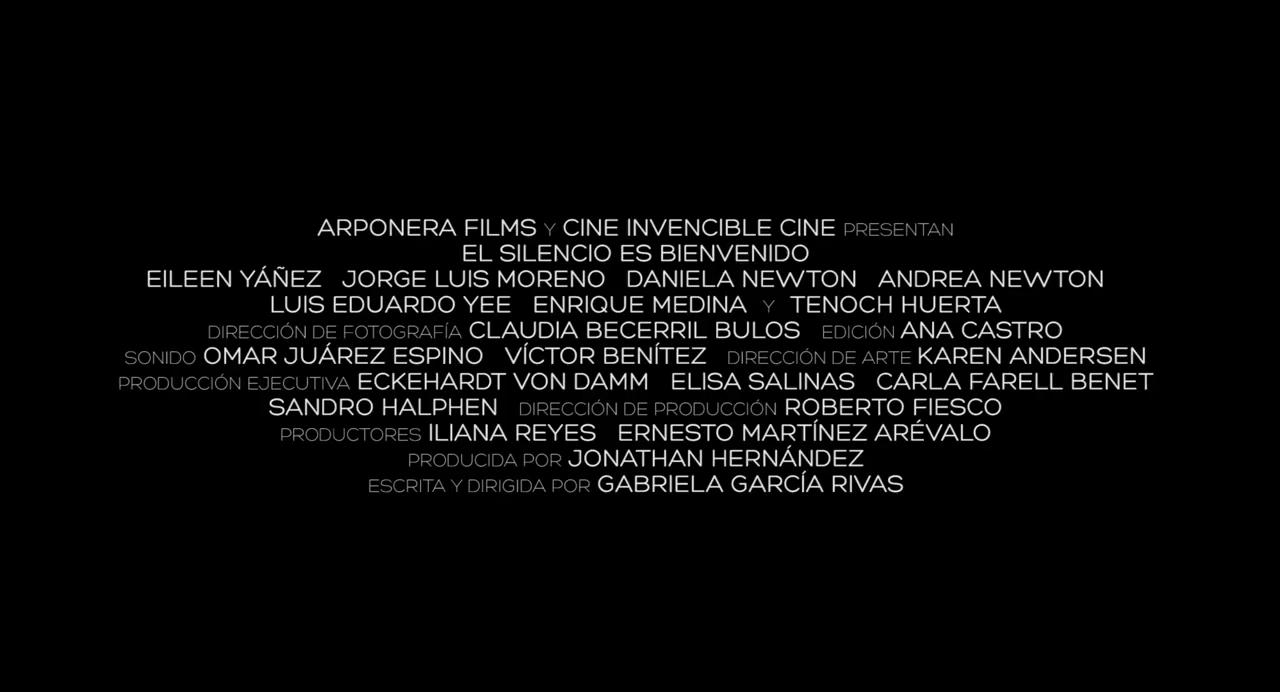 ARPONERA FILMS Y CINE INVENCIBLE CINE PRESENTAN
EL SILENCIO ES BIENVENIDO
EILEEN YÁÑEZ JORGE LUIS MORENO DANIELA NEWTON ANDREA NEWTON
LUIS EDUARDO YEE ENRIQUE MEDINA Y TENOCH HUERTA
DIRECCIÓN DE FOTOGRAFÍA CLAUDIA BECERRIL BULOS EDICIÓN ANA CASTRO
SONIDO OMAR JUÁREZ ESPINO VÍCTOR BENÍTEZ DIRECCIÓN DE ARTE KAREN ANDERSEN
PRODUCCIÓN EJECUTIVA ECKEHARDT VON DAMM ELISA SALINAS CARLA FARELL BENET
SANDRO HALPHEN DIRECCIÓN DE PRODUCCIÓN ROBERTO FIESCO
PRODUCTORES ILIANA REYES ERNESTO MARTÍNEZ ARÉVALO
PRODUCIDA POR JONATHAN HERNÁNDEZ
ESCRITA Y DIRIGIDA POR GABRIELA GARCÍA RIVAS